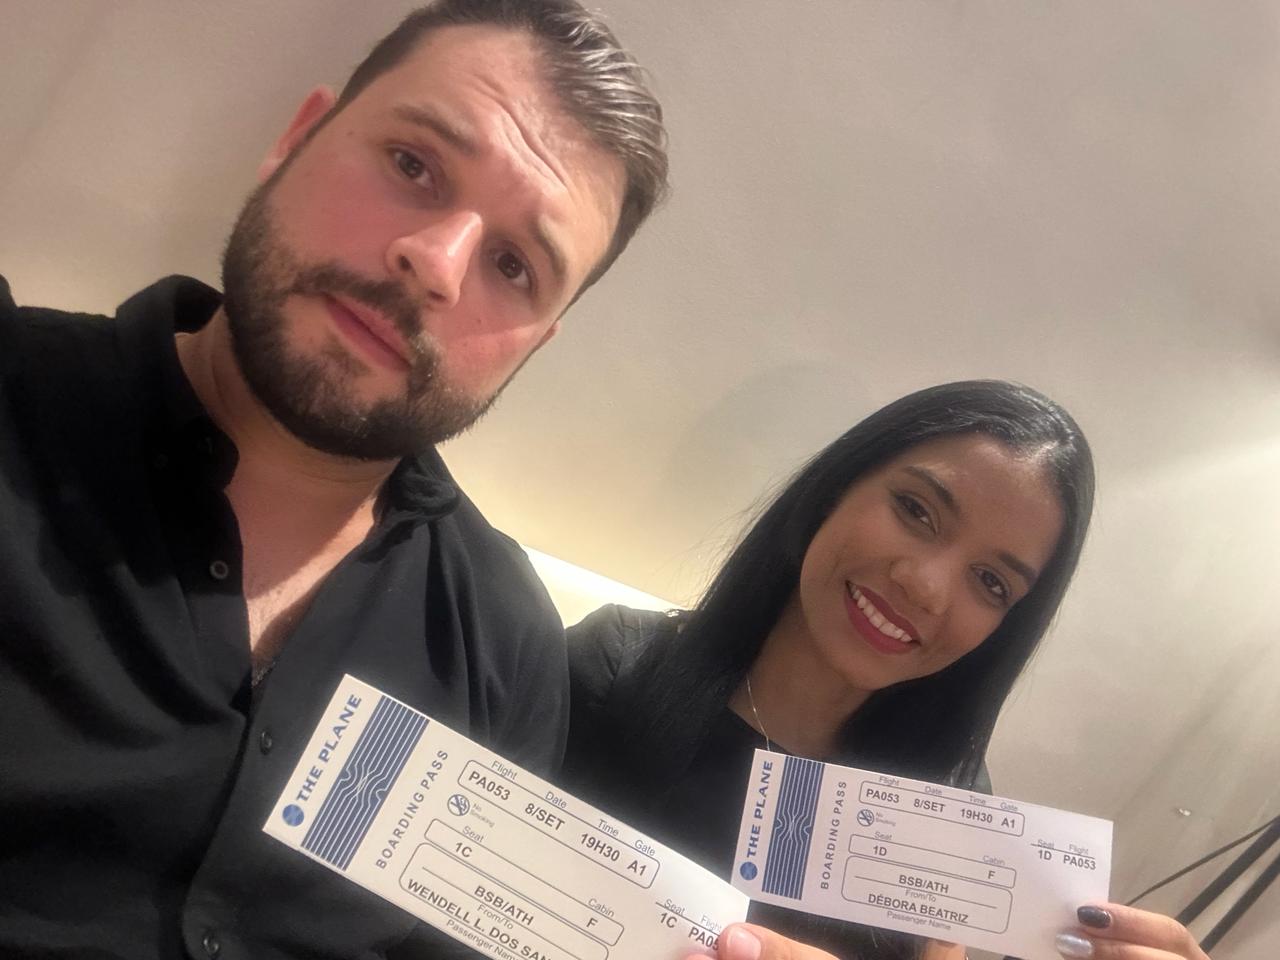 THE PLANE
BOARDING PASS
Flight Date Time Gate
PA053 8/SET 19H30 A1
No
Smoking
Seat Cabin
1C F
BSB/ATH
From/To
WENDELL L. DOS
Passenger Name
Seat Flight
1C
THE PLANE
BOARDING PASS
Flight Date Time Gate
PA053 8/SET 19H30 A1
No
Smoking
Seat Cabin
1D F
BSB/ATH
From/To
DÉBORA BEATRIZ
Passenger Name
Seat Flight
1D PA053